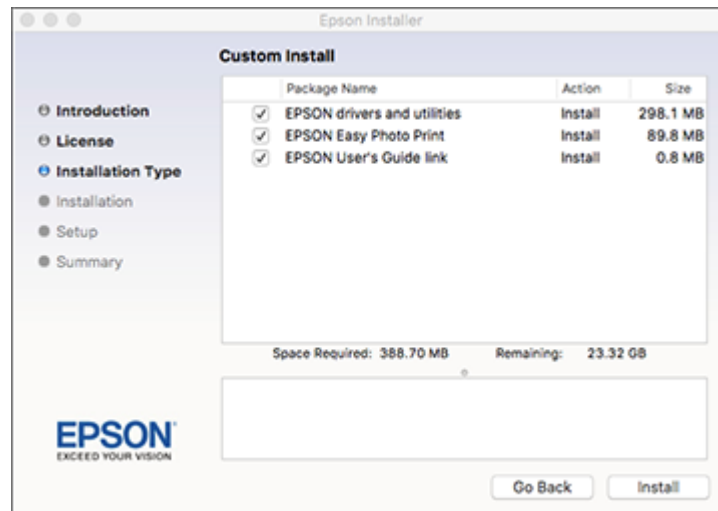 Epson Installer
Custom Install
Introduction
License
Installation Type
Installation
Setup
Summary
Package Name Action Size
EPSON drivers and utilities Install 298.1 MB
EPSON Easy Photo Print Install 89.8 MB
EPSON User's Guide link Install 0.8 MB
Space Required: 388.70 MB Remaining: 23.32 GB
EPSON
EXCEED YOUR VISION
Go Back Install